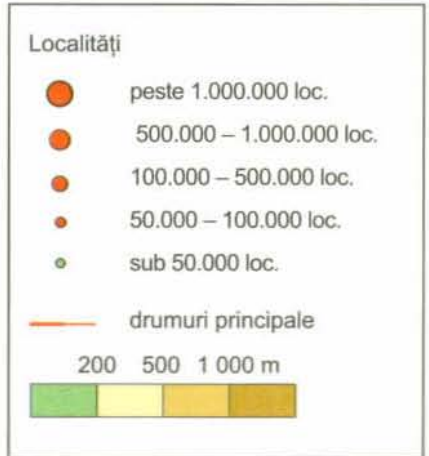 Localități
peste 1.000.000 loc.
500.000 – 1.000.000 loc.
100.000 – 500.000 loc.
50.000 – 100.000 loc.
sub 50.000 loc.
drumuri principale
200 500 1 000 m